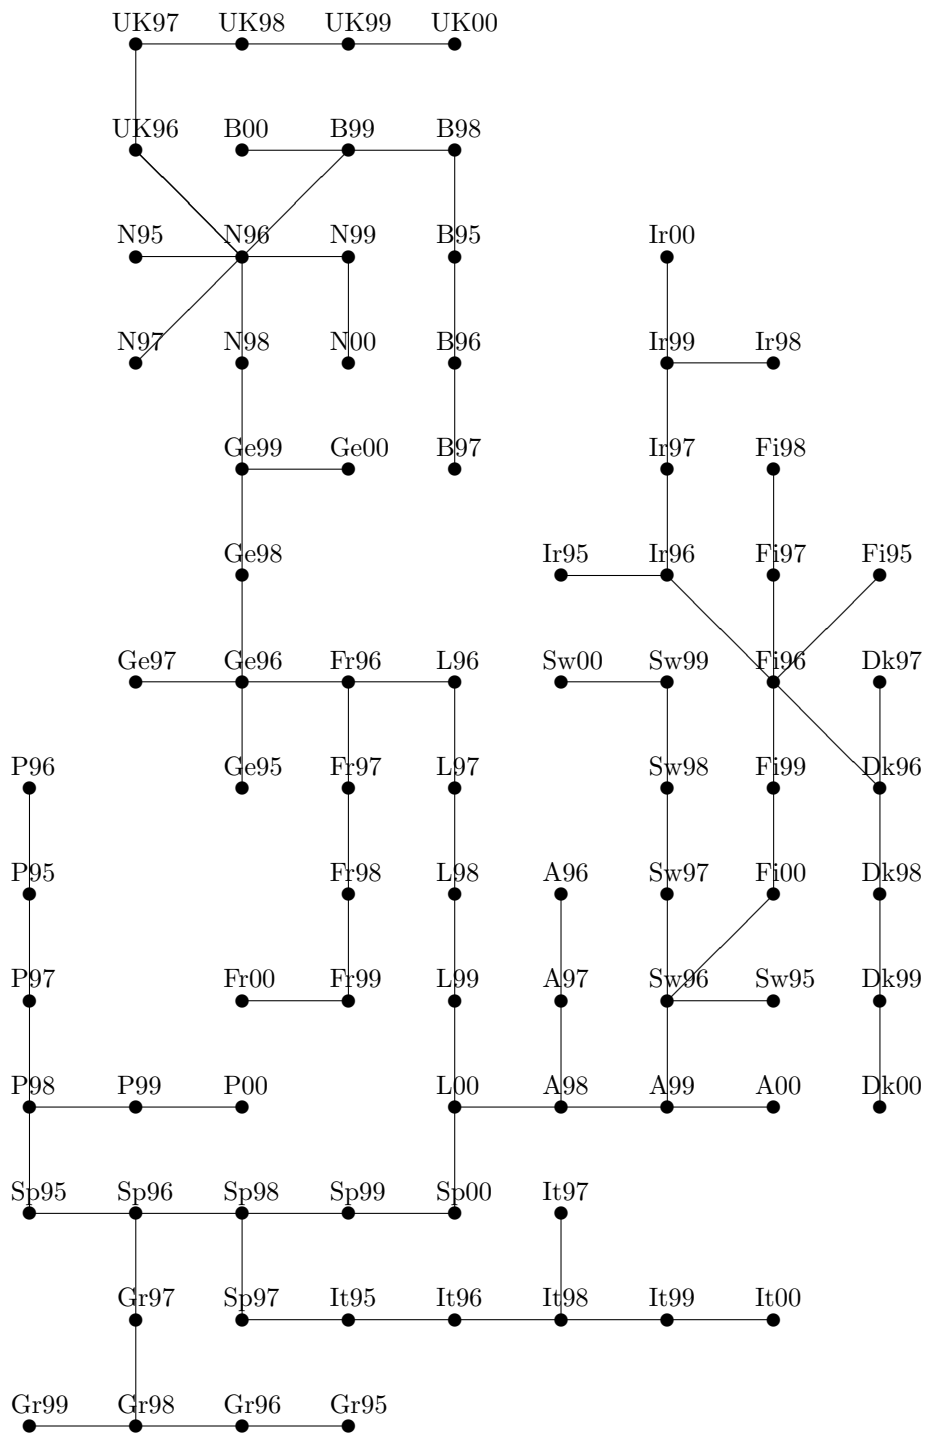 UK97 UK98 UK99 UK00
UK96 B00 B99 B98
N95 N96 N99 B95 Ir00
N97 N98 N00 B96 Ir99 Ir98
Ge99 Ge00 B97 Ir97 Fi98
Ge98 Ir95 Ir96 Fi97 Fi95
Ge97 Ge96 Fr96 L96 Sw00 Sw99 Fi96 Dk97
P96 Ge95 Fr97 L97 Sw98 Fi99 Dk96
P95 Fr98 L98 A96 Sw97 Fi00 Dk98
P97 Fr00 Fr99 L99 A97 Sw96 Sw95 Dk99
P98 P99 P00 L00 A98 A99 A00 Dk00
Sp95 Sp96 Sp98 Sp99 Sp00 It97
Gr97 Sp97 It95 It96 It98 It99 It00
Gr99 Gr98 Gr96 Gr95